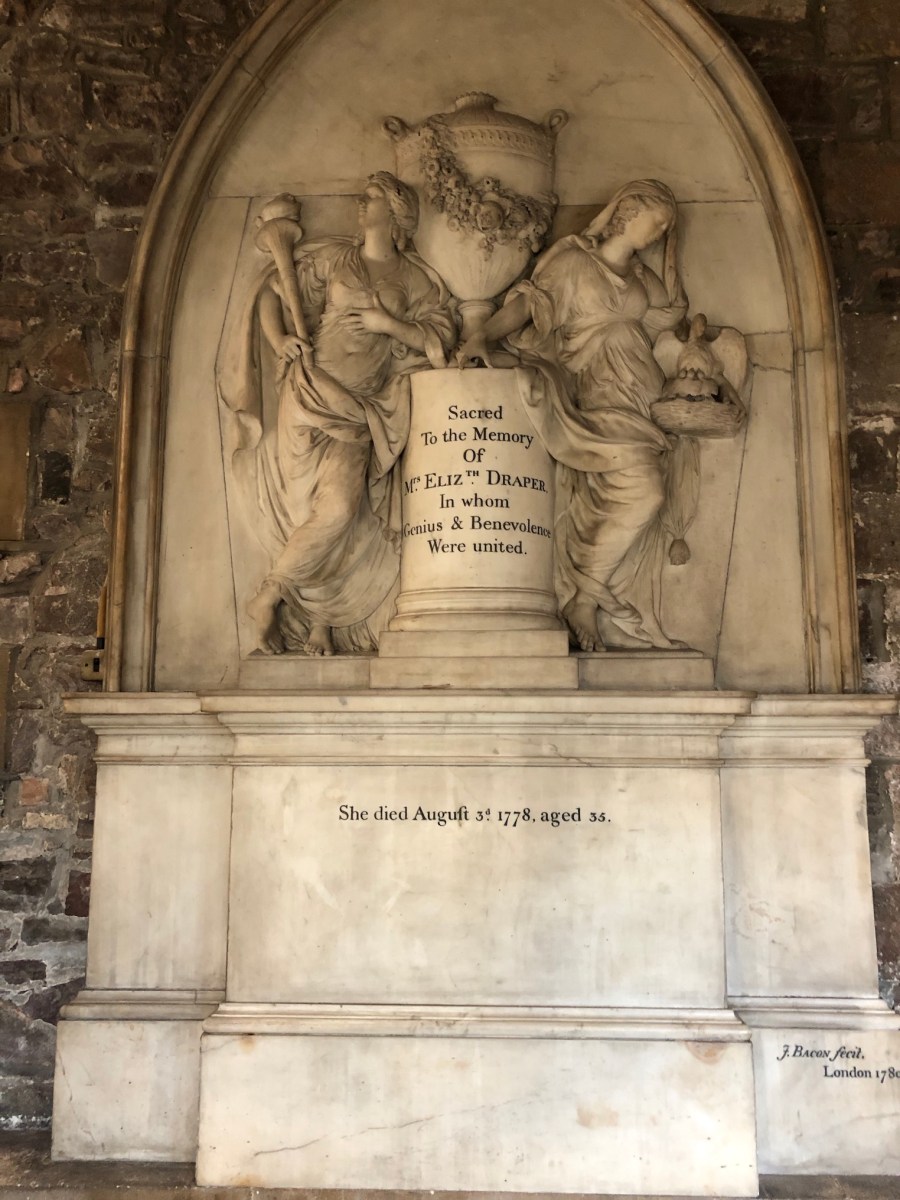 Sacred
To the Memory
Of
Mrs. ELIZTH. DRAPER.
In whom
Genius & Benevolence
Were united.
She died Auguſt 3d. 1778, aged 35.
J. BACON fecit.
London 1780